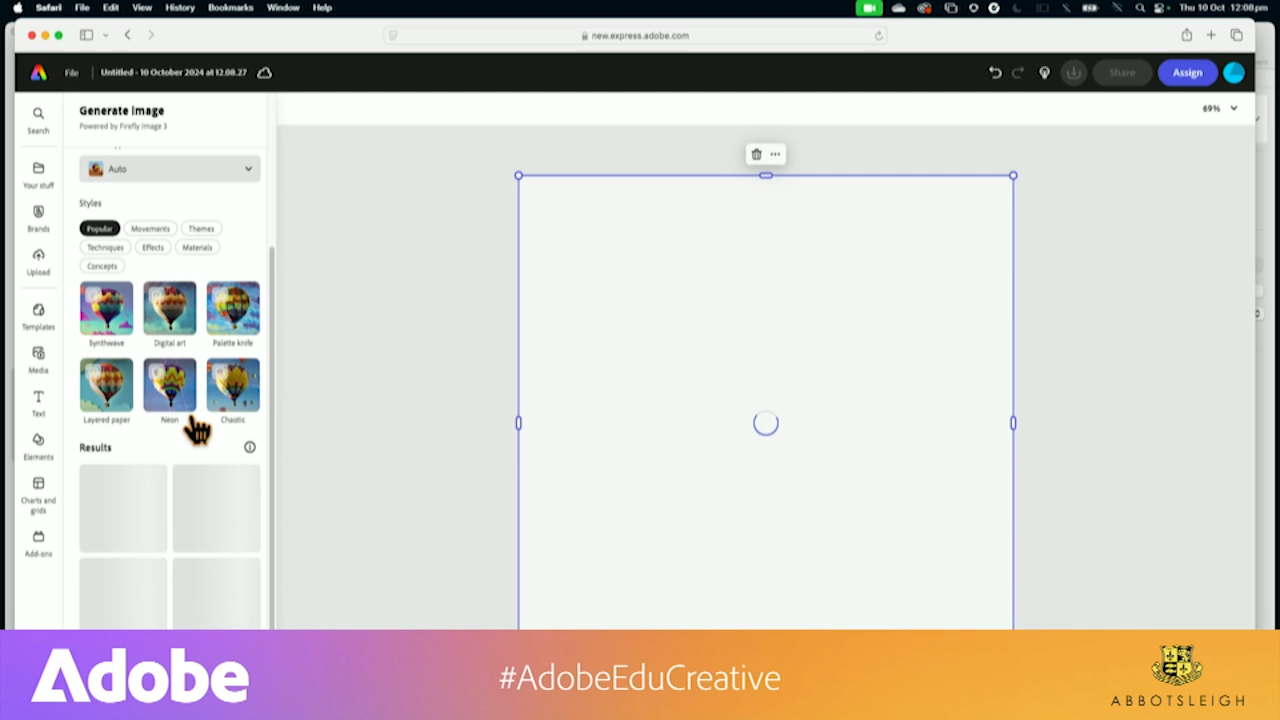 Safari File Edit View History Bookmarks Window Help Thu 10 Oct 12:08pm
new.express.adobe.com
File Untitled - 10 October 2024 at 12.08.27 Share Assign
Generate image
Powered by Firefly Image 3
69%
Search
Your stuff
Brands
Upload
Templates
Media
Text
Elements
Charts and
grids
Add-ons
Auto
Styles
Popular Movements Themes
Techniques Effects Materials
Concepts
Synthwave Digital art Palette knife
Layered paper Neon Chaotic
Results
Adobe #AdobeEduCreative ABBOTSLEIGH